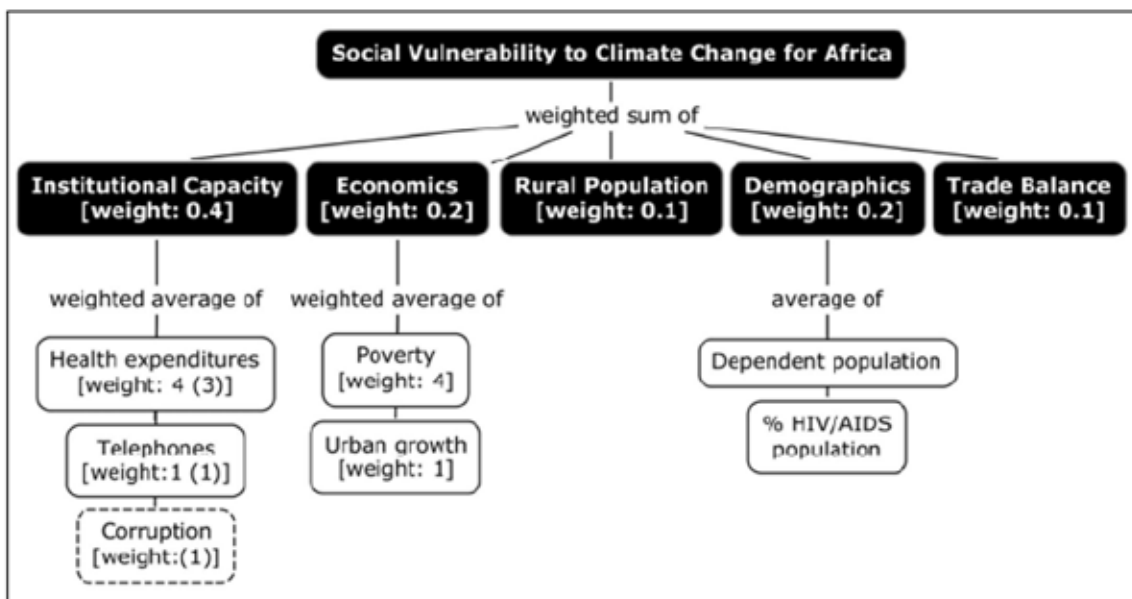 Social Vulnerability to Climate Change for Africa
weighted sum of
Institutional Capacity
[weight: 0.4]
Economics
[weight: 0.2]
Rural Population
[weight: 0.1]
Demographics
[weight: 0.2]
Trade Balance
[weight: 0.1]
weighted average of
Health expenditures
[weight: 4 (3)]
Telephones
[weight:1 (1)]
Corruption
[weight:(1)]
weighted average of
Poverty
[weight: 4]
Urban growth
[weight: 1]
average of
Dependent population
% HIV/AIDS
population